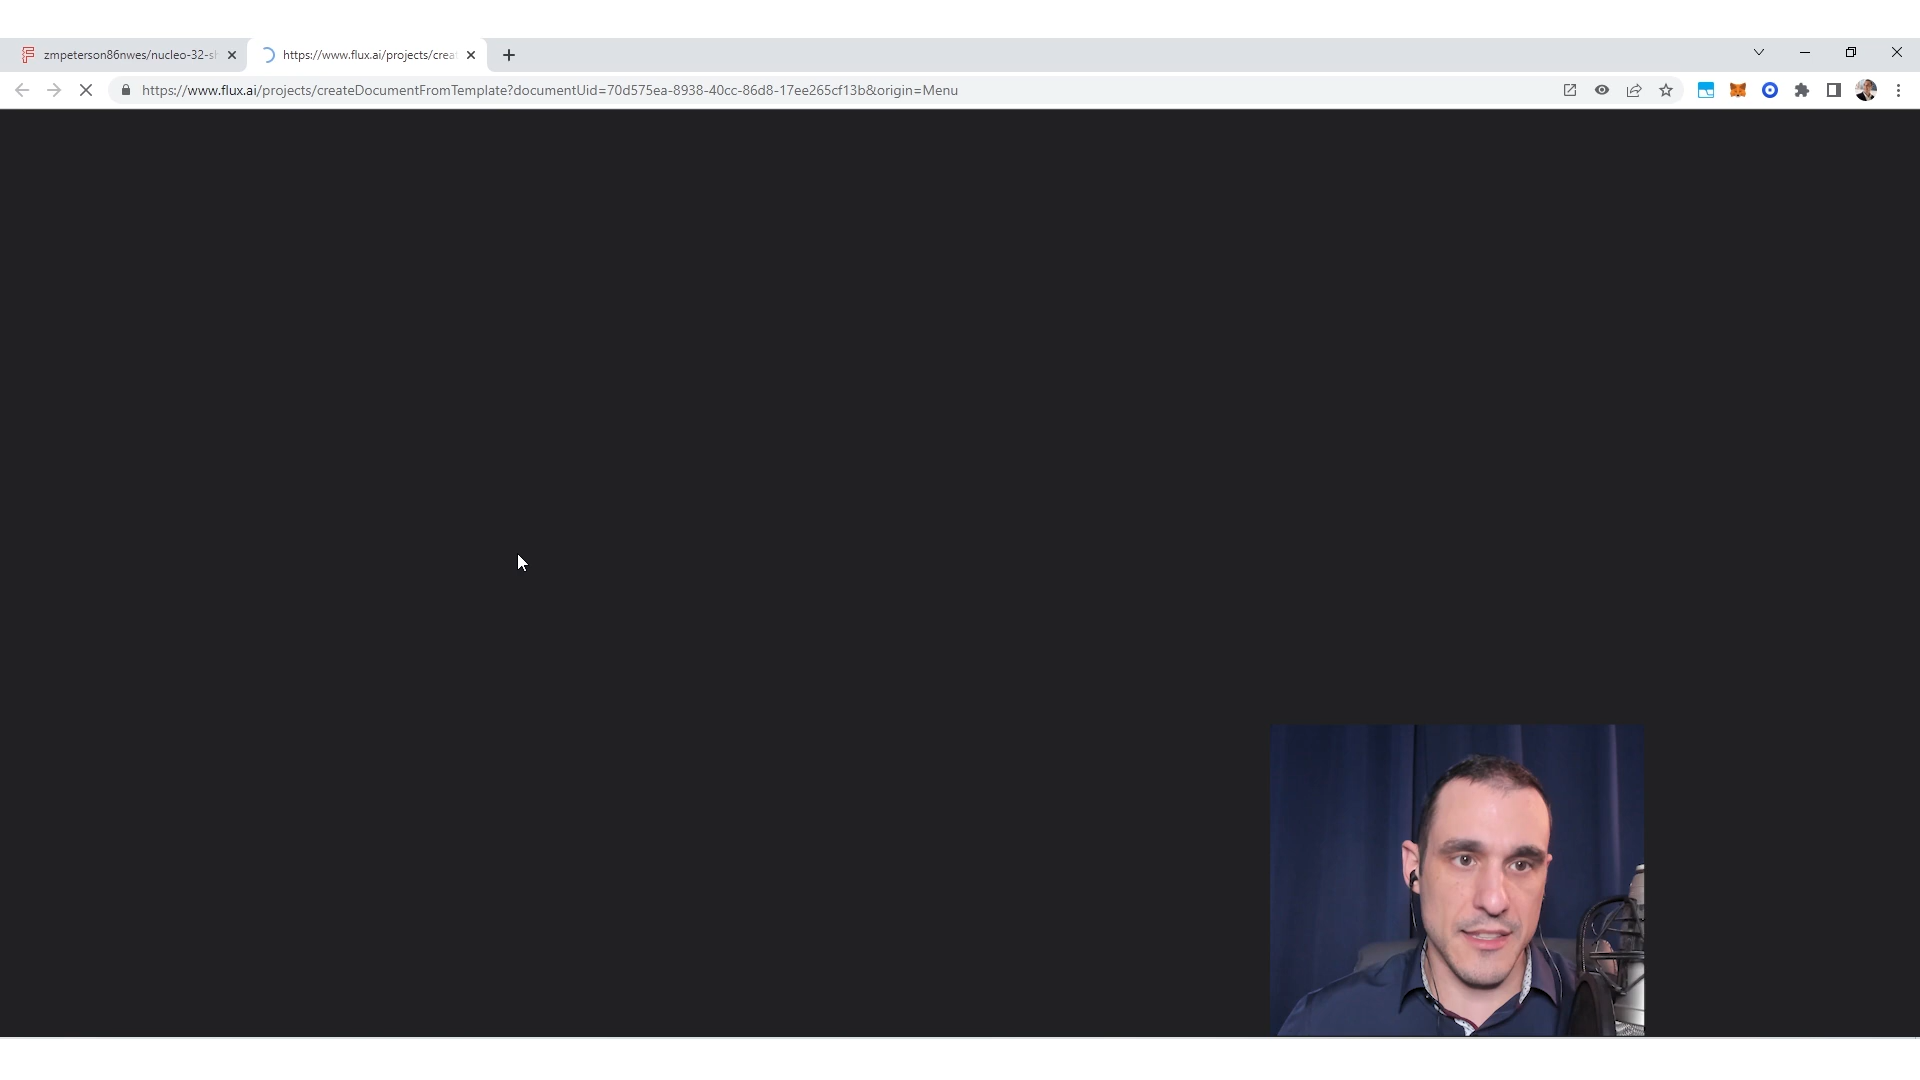 zmpeterson86nwes/nucleo-32-sh
https://www.flux.ai/projects/crea
https://www.flux.ai/projects/createDocumentFromTemplate?documentUid=70d575ea-8938-40cc-86d8-17ee265cf13b&origin=Menu